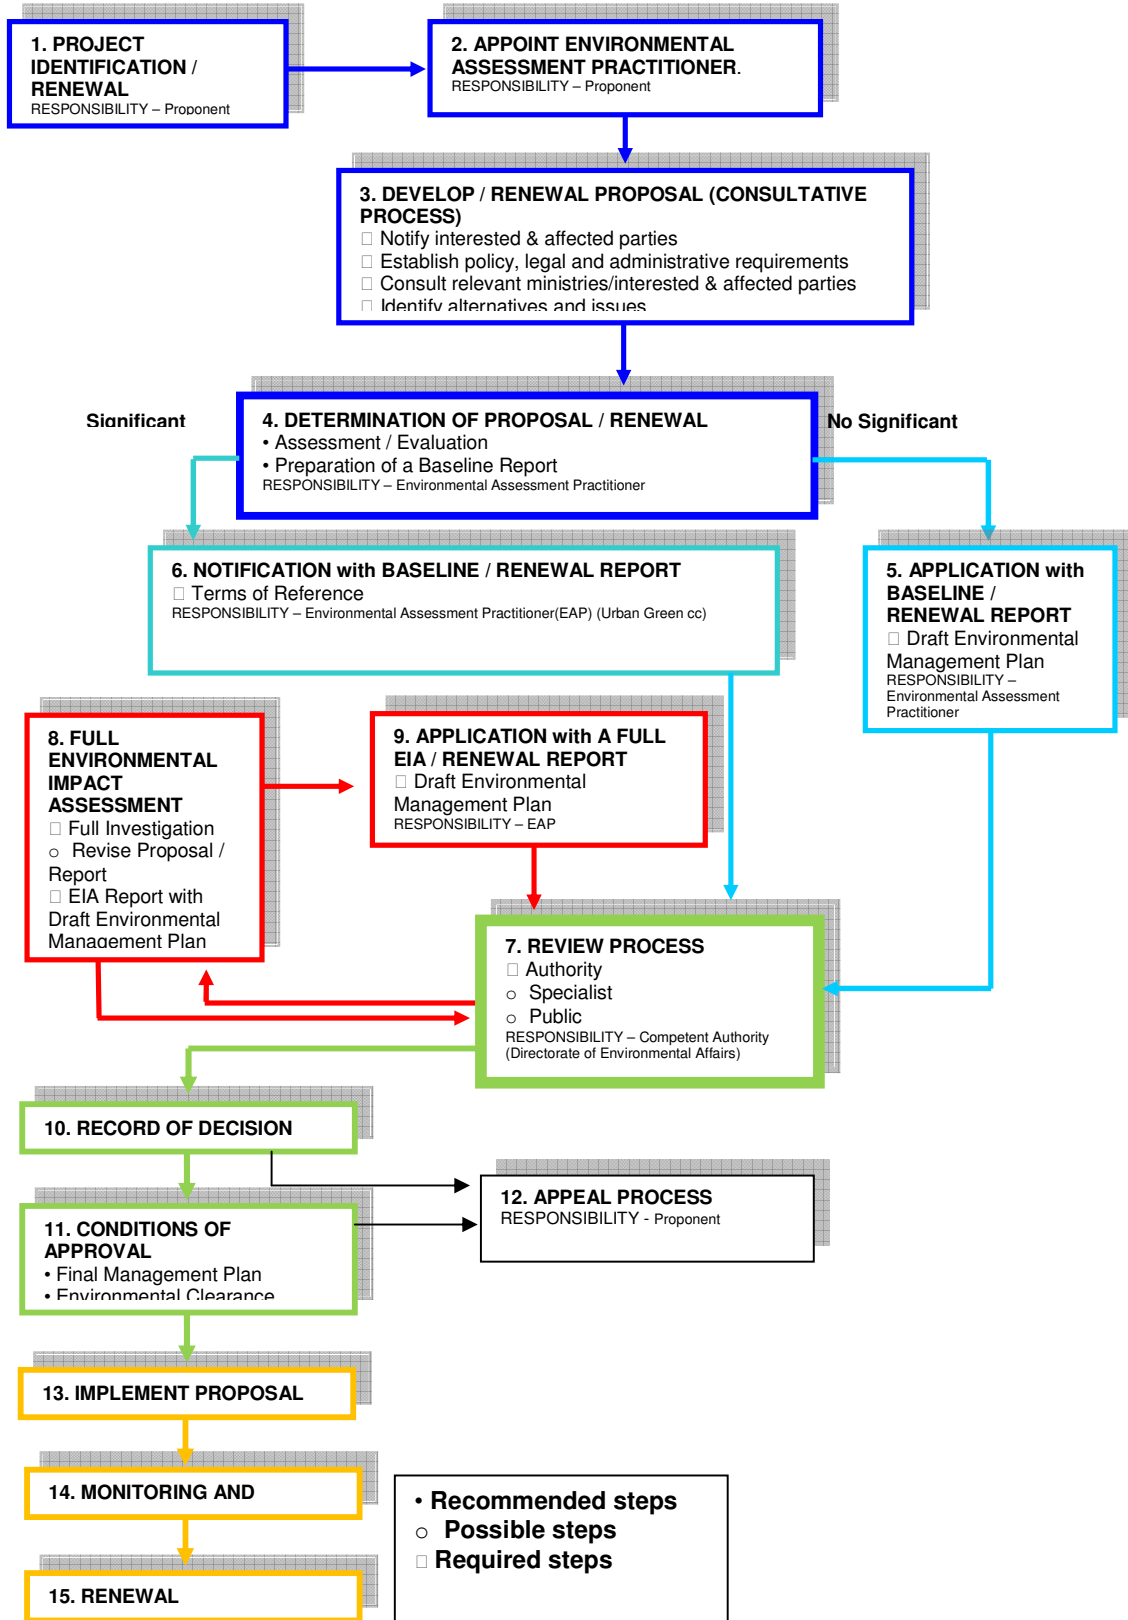 1. PROJECT
IDENTIFICATION /
RENEWAL
RESPONSIBILITY – Proponent
2. APPOINT ENVIRONMENTAL
ASSESSMENT PRACTITIONER.
RESPONSIBILITY – Proponent
3. DEVELOP / RENEWAL PROPOSAL (CONSULTATIVE
PROCESS)
□ Notify interested & affected parties
□ Establish policy, legal and administrative requirements
□ Consult relevant ministries/interested & affected parties
□ Identify alternatives and issues
Significant
4. DETERMINATION OF PROPOSAL / RENEWAL
• Assessment / Evaluation
• Preparation of a Baseline Report
RESPONSIBILITY – Environmental Assessment Practitioner
No Significant
6. NOTIFICATION with BASELINE / RENEWAL REPORT
□ Terms of Reference
RESPONSIBILITY – Environmental Assessment Practitioner(EAP) (Urban Green cc)
5. APPLICATION with
BASELINE /
RENEWAL REPORT
□ Draft Environmental
Management Plan
RESPONSIBILITY –
Environmental Assessment
Practitioner
8. FULL
ENVIRONMENTAL
IMPACT
ASSESSMENT
□ Full Investigation
○ Revise Proposal /
Report
□ EIA Report with
Draft Environmental
Management Plan
9. APPLICATION with A FULL
EIA / RENEWAL REPORT
□ Draft Environmental
Management Plan
RESPONSIBILITY – EAP
7. REVIEW PROCESS
□ Authority
○ Specialist
○ Public
RESPONSIBILITY – Competent Authority
(Directorate of Environmental Affairs)
10. RECORD OF DECISION
11. CONDITIONS OF
APPROVAL
• Final Management Plan
• Environmental Clearance
12. APPEAL PROCESS
RESPONSIBILITY - Proponent
13. IMPLEMENT PROPOSAL
14. MONITORING AND
15. RENEWAL
• Recommended steps
○ Possible steps
□ Required steps